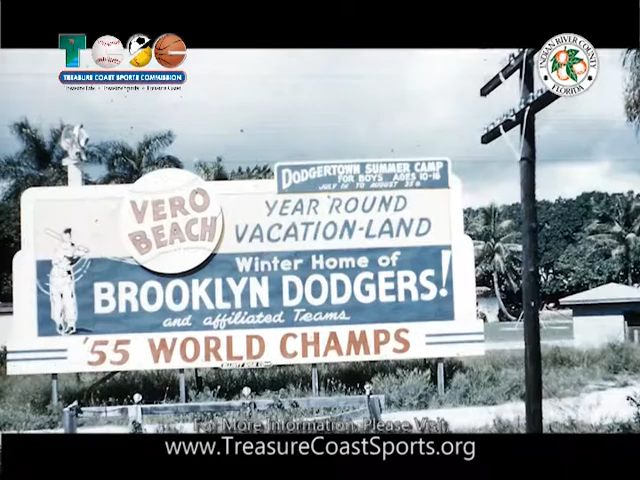 TCSC
TREASURE COAST SPORTS COMMISSION
INDIAN RIVER COUNTY
FLORIDA
DODGERTOWN SUMMER CAMP
FOR BOYS AGES 10-16
VERO
BEACH
YEAR 'ROUND
VACATION-LAND
Winter Home of
BROOKLYN DODGERS!
and affiliated Teams
'55 WORLD CHAMPS
For More Information, Please Visit
www.TreasureCoastSports.org